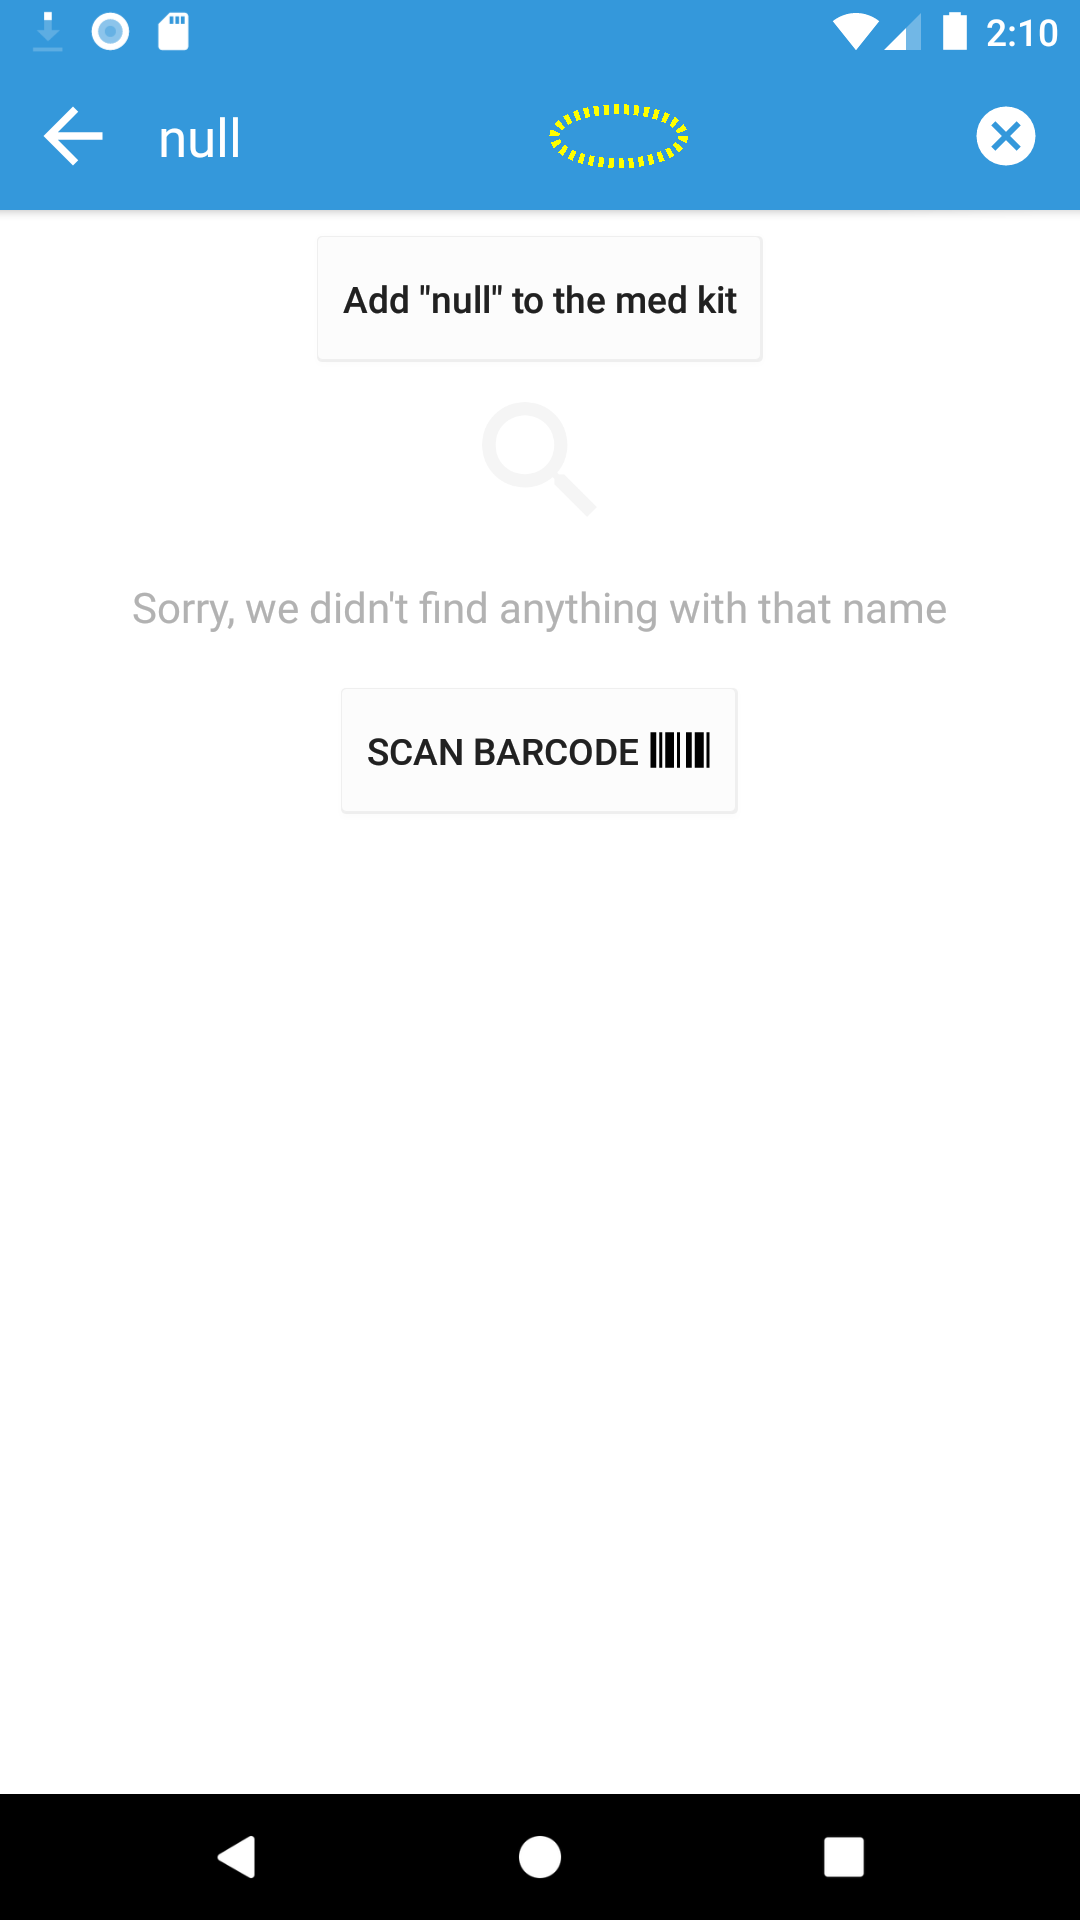 2:10
null
Add "null" to the med kit
Sorry, we didn't find anything with that name
SCAN BARCODE